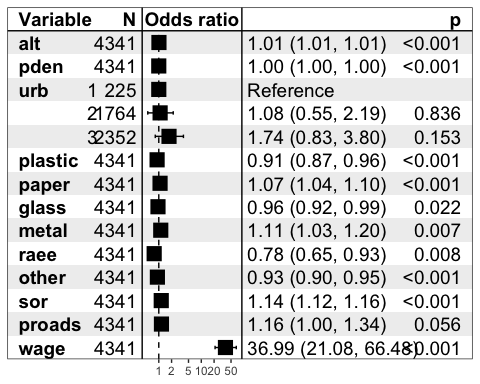 Variable N Odds ratio p
alt 4341 1.01 (1.01, 1.01) <0.001
pden 4341 1.00 (1.00, 1.00) <0.001
urb 1 225 Reference
2 1764 1.08 (0.55, 2.19) 0.836
3 2352 1.74 (0.83, 3.80) 0.153
plastic 4341 0.91 (0.87, 0.96) <0.001
paper 4341 1.07 (1.04, 1.10) <0.001
glass 4341 0.96 (0.92, 0.99) 0.022
metal 4341 1.11 (1.03, 1.20) 0.007
raee 4341 0.78 (0.65, 0.93) 0.008
other 4341 0.93 (0.90, 0.95) <0.001
sor 4341 1.14 (1.12, 1.16) <0.001
proads 4341 1.16 (1.00, 1.34) 0.056
wage 4341 36.99 (21.08, 66.48) <0.001
1 2 5 10 20 50